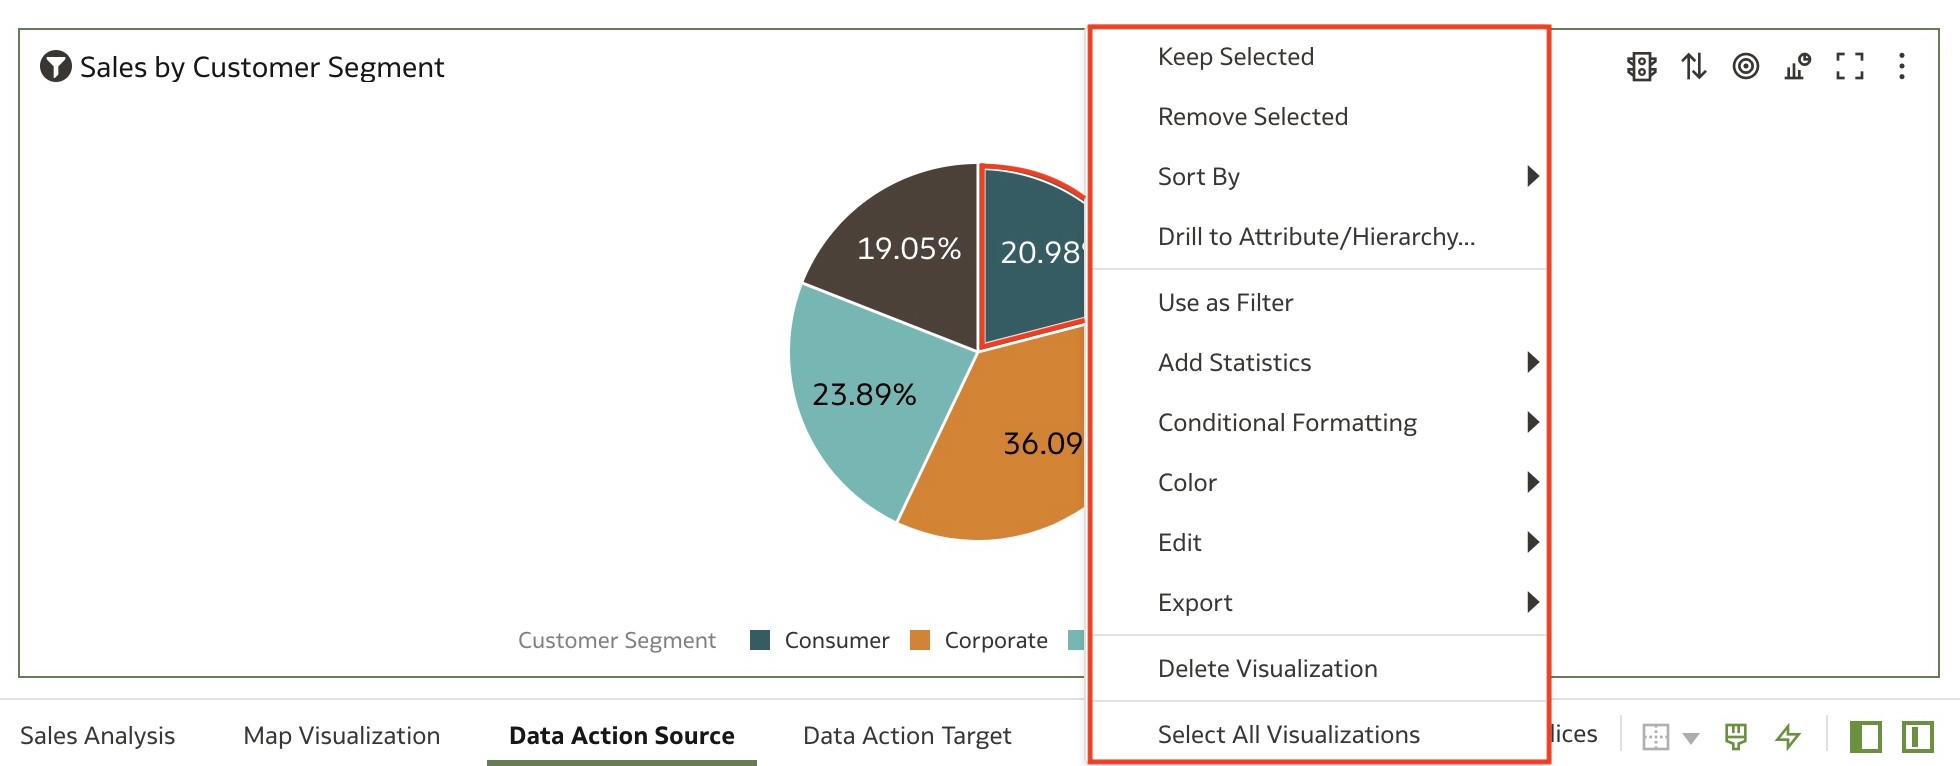 Sales by Customer Segment
19.05%
20.98
23.89%
36.09
Customer Segment Consumer Corporate
Keep Selected
Remove Selected
Sort By
Drill to Attribute/Hierarchy...
Use as Filter
Add Statistics
Conditional Formatting
Color
Edit
Export
Delete Visualization
Select All Visualizations
Sales Analysis Map Visualization Data Action Source Data Action Target